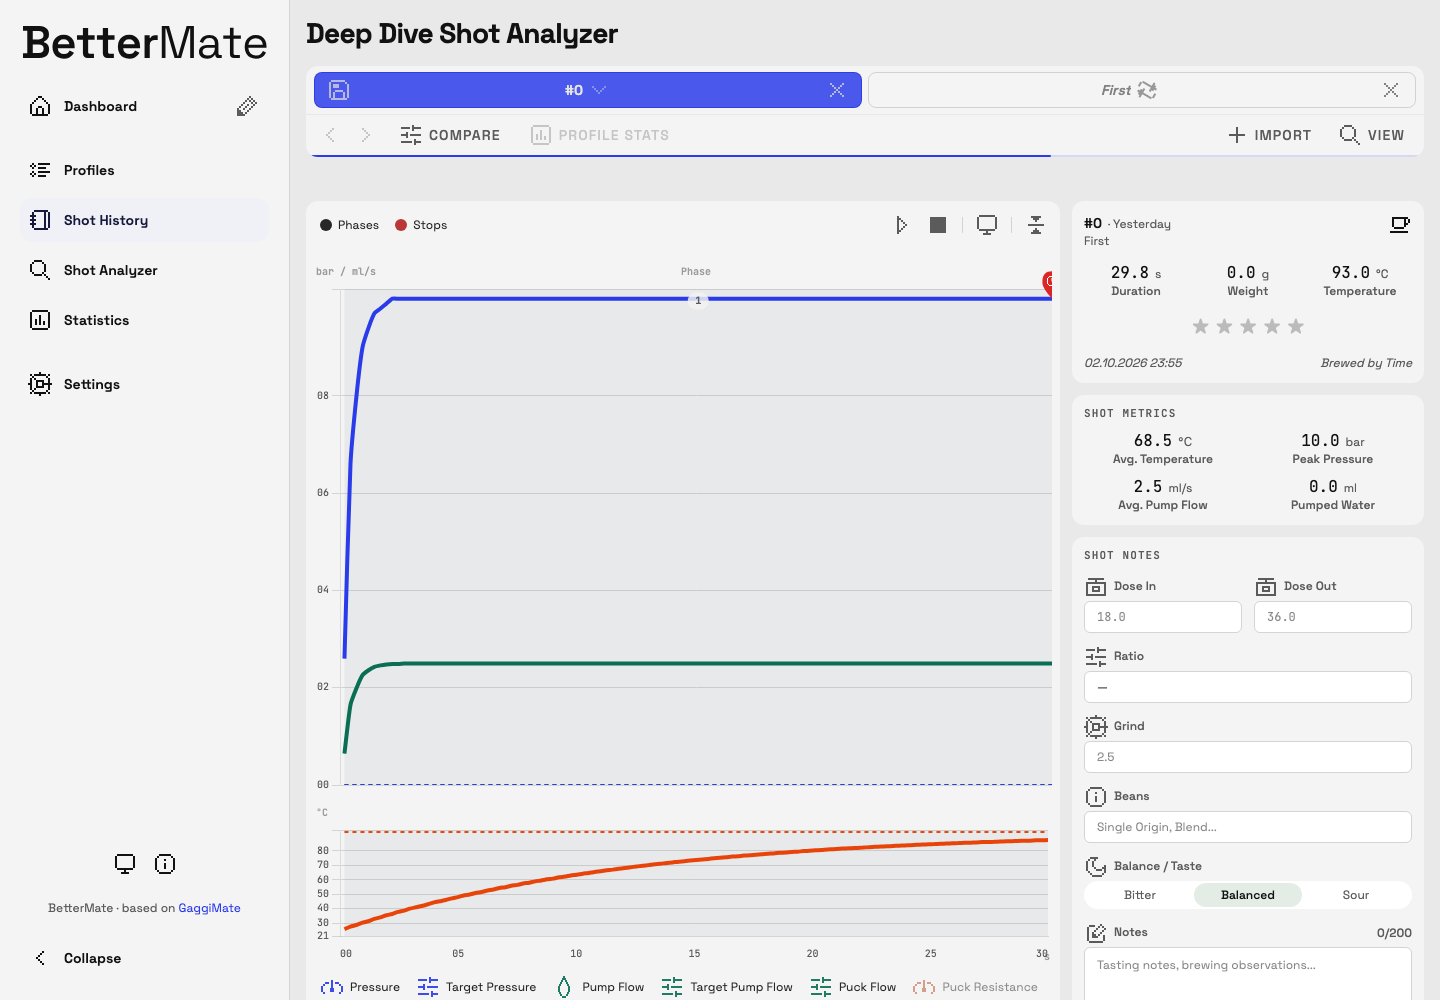 BetterMate
Dashboard
Profiles
Shot History
Shot Analyzer
Statistics
Settings
BetterMate · based on GaggiMate
Collapse
Deep Dive Shot Analyzer
#0
First
COMPARE
PROFILE STATS
IMPORT
VIEW
Phases
Stops
bar / ml/s
Phase
1
08
06
04
02
00
°C
80
70
60
50
40
30
21
00
05
10
15
20
25
30
s
Pressure
Target Pressure
Pump Flow
Target Pump Flow
Puck Flow
Puck Resistance
#0 · Yesterday
First
29.8 s
Duration
0.0 g
Weight
93.0 °C
Temperature
02.10.2026 23:55
Brewed by Time
SHOT METRICS
68.5 °C
Avg. Temperature
10.0 bar
Peak Pressure
2.5 ml/s
Avg. Pump Flow
0.0 ml
Pumped Water
SHOT NOTES
Dose In
18.0
Dose Out
36.0
Ratio
—
Grind
2.5
Beans
Single Origin, Blend...
Balance / Taste
Bitter
Balanced
Sour
Notes
0/200
Tasting notes, brewing observations...